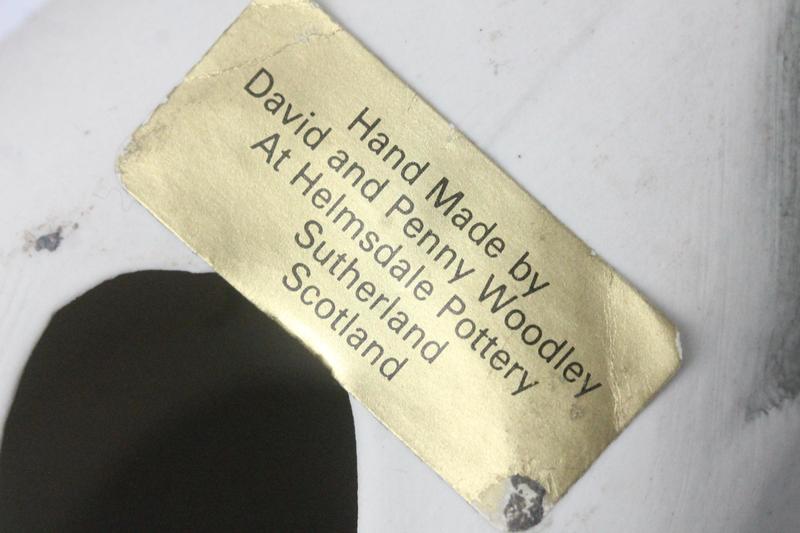 Hand Made by
David and Penny Woodley
At Helmsdale Pottery
Sutherland
Scotland